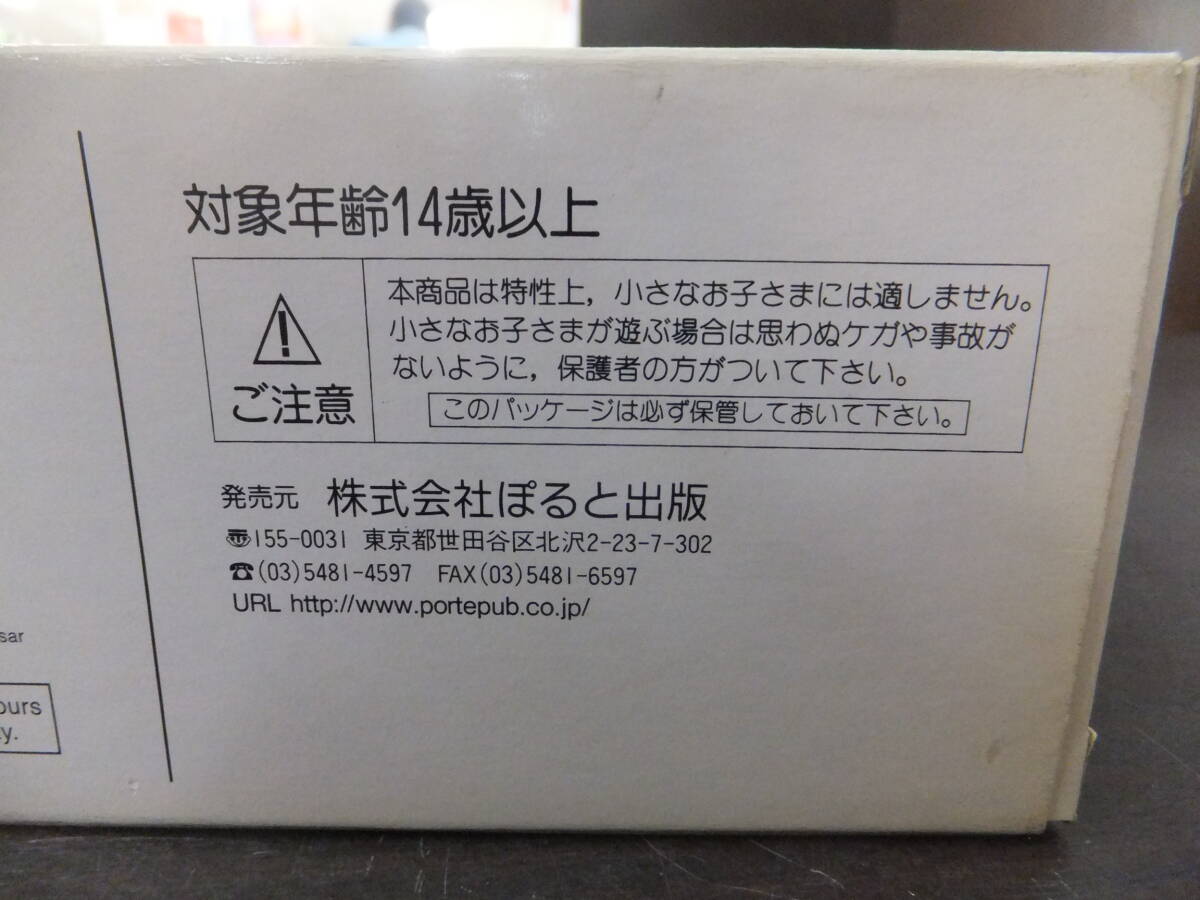 対象年齢14歳以上
ご注意
本商品は特性上，小さなお子さまには適しません。
小さなお子さまが遊ぶ場合は思わぬケガや事故が
ないように，保護者の方がついて下さい。
このパッケージは必ず保管しておいて下さい。
発売元 株式会社ぽると出版
〠155-0031 東京都世田谷区北沢2-23-7-302
☎(03)5481-4597 FAX(03)5481-6597
URL http://www.portepub.co.jp/